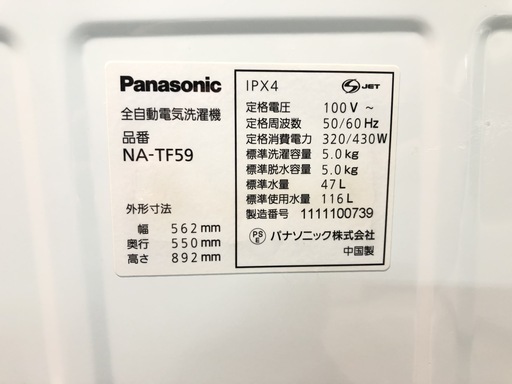 Panasonic
全自動電気洗濯機
品番
NA-TF59
外形寸法
幅 562mm
奥行 550mm
高さ 892mm
IPX4
S JET
定格電圧 100V ~
定格周波数 50/60Hz
定格消費電力 320/430W
標準洗濯容量 5.0kg
標準脱水容量 5.0kg
標準水量 47L
標準使用水量 116L
製造番号 1111100739
PS
E
パナソニック株式会社
中国製